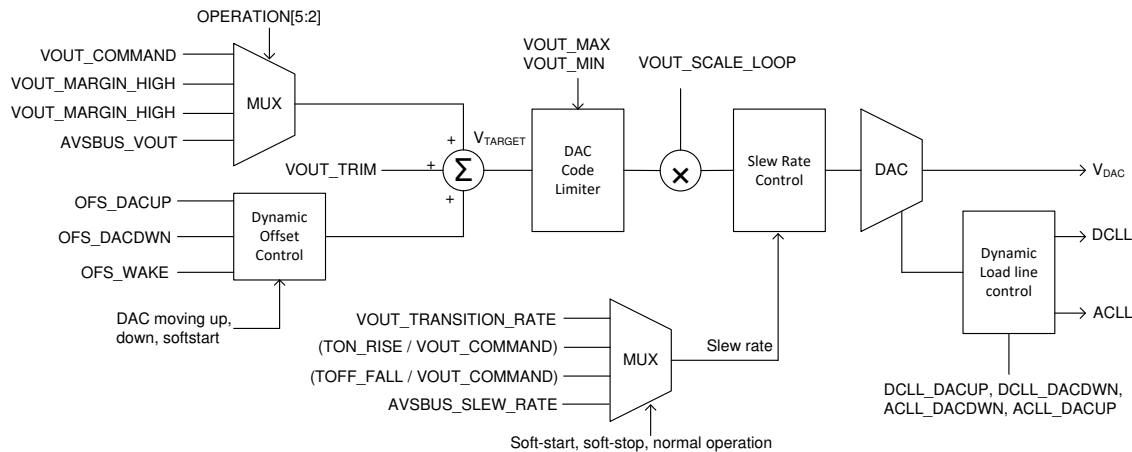 OPERATION[5:2]
VOUT_COMMAND
VOUT_MARGIN_HIGH
VOUT_MARGIN_HIGH
AVSBUS_VOUT
MUX
VOUT_TRIM
+
+
+
Σ
VTARGET
OFS_DACUP
OFS_DACDWN
OFS_WAKE
Dynamic
Offset
Control
DAC moving up,
down, softstart
VOUT_MAX
VOUT_MIN
DAC
Code
Limiter
VOUT_SCALE_LOOP
×
Slew Rate
Control
DAC
VDAC
Dynamic
Load line
control
DCLL
ACLL
DCLL_DACUP, DCLL_DACDWN,
ACLL_DACDWN, ACLL_DACUP
VOUT_TRANSITION_RATE
(TON_RISE / VOUT_COMMAND)
(TOFF_FALL / VOUT_COMMAND)
AVSBUS_SLEW_RATE
MUX
Slew rate
Soft-start, soft-stop, normal operation